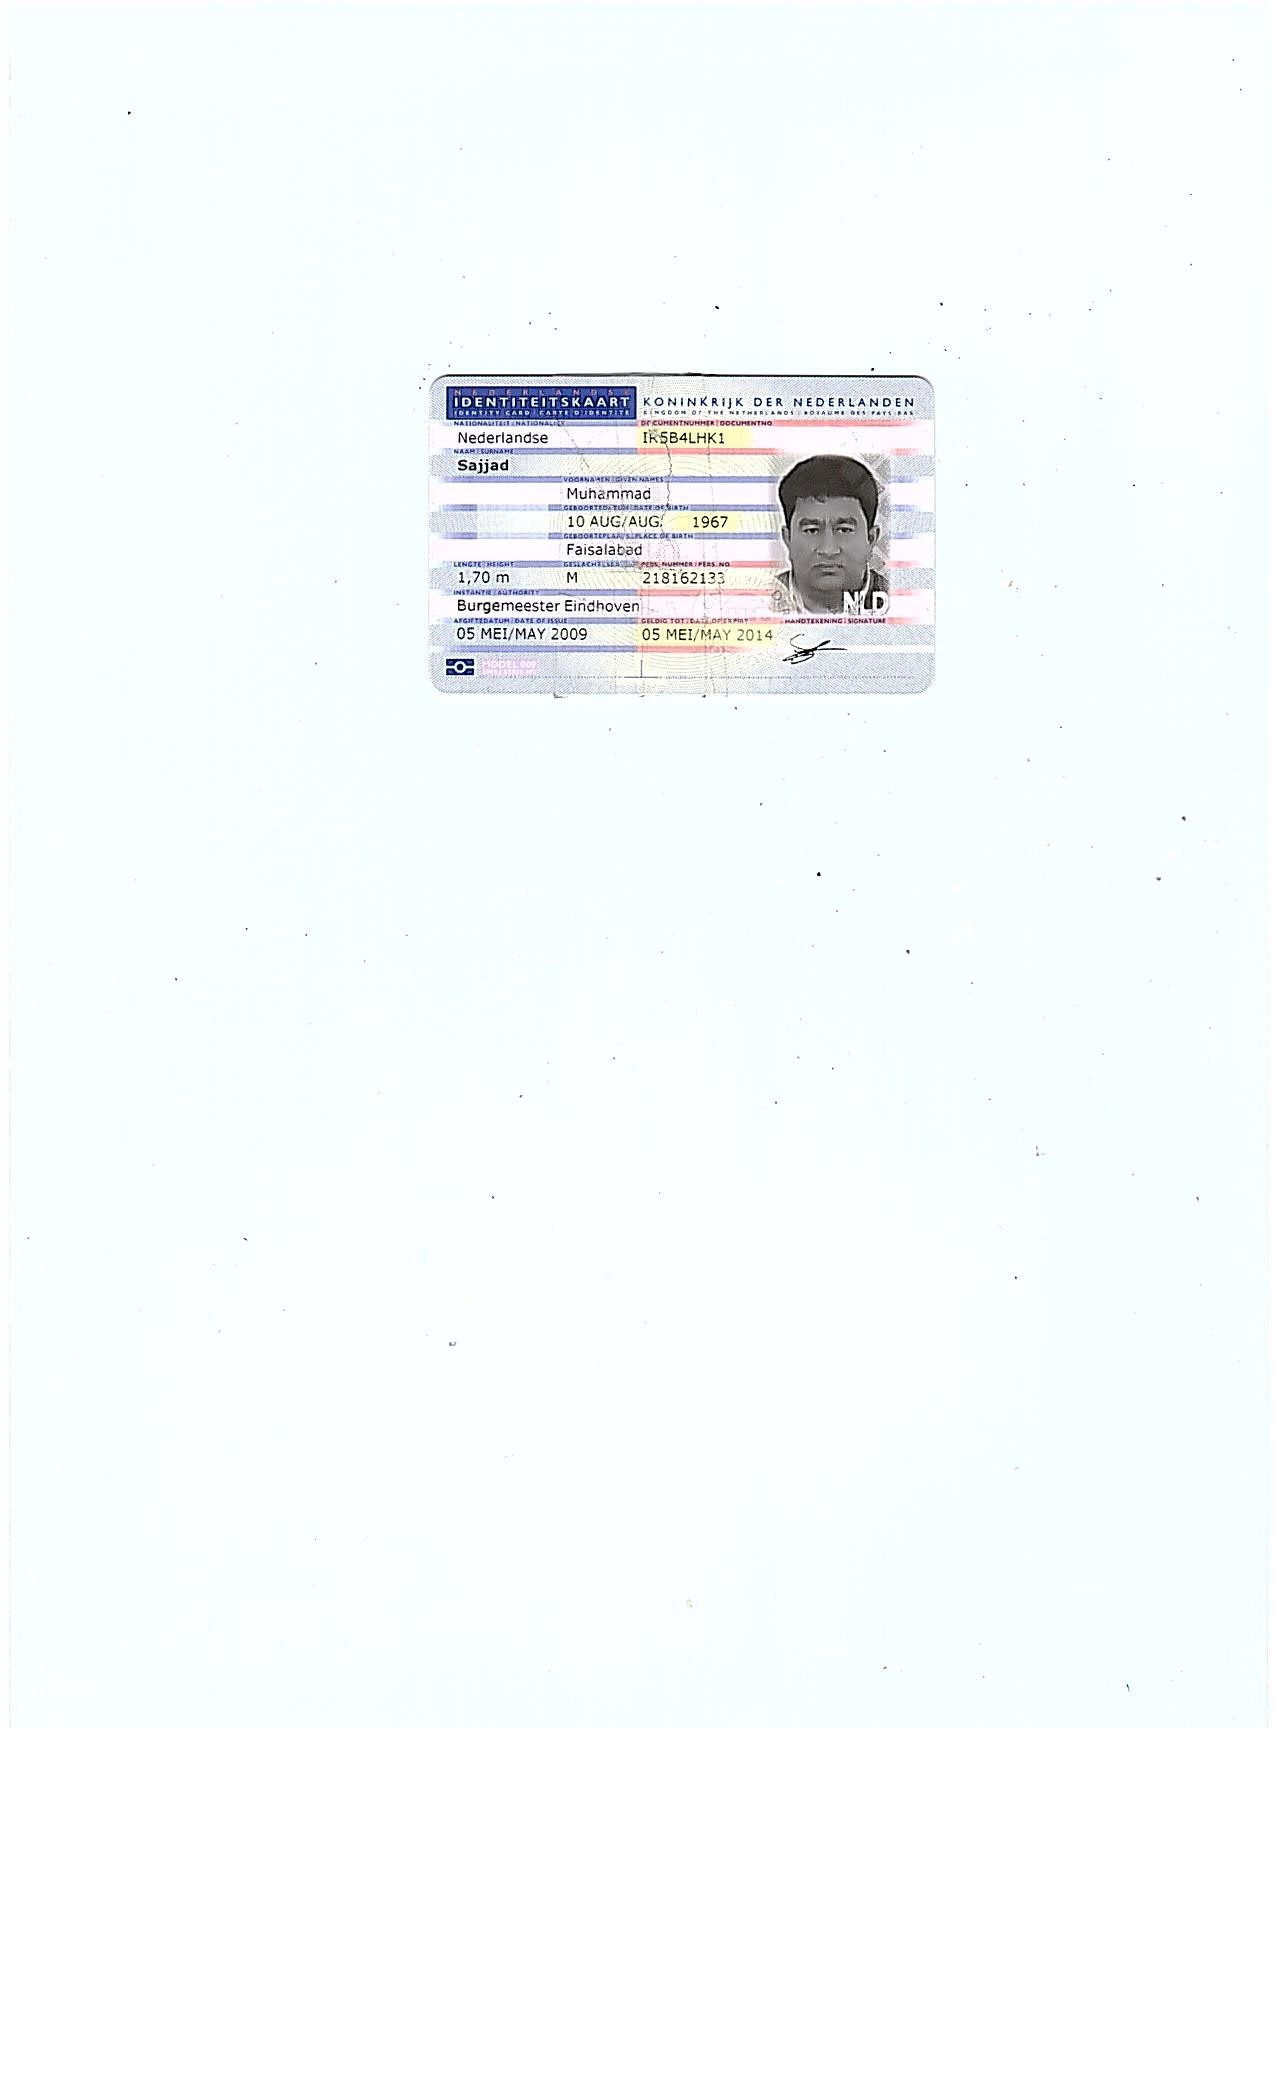 NEDERLANDSE
IDENTITEITSKAART KONINKRIJK DER NEDERLANDEN
IDENTITY CARD / CARTE D'IDENTITE KINGDOM OF THE NETHERLANDS / ROYAUME DES PAYS-BAS
NATIONALITEIT / NATIONALITY DOCUMENTNUMMER / DOCUMENTNO.
Nederlandse IR5B4LHK1
NAAM / SURNAME
Sajjad
VOORNAMEN / GIVEN NAMES
Muhammad
GEBOORTEDATUM / DATE OF BIRTH
10 AUG/AUG 1967
GEBOORTEPLAATS / PLACE OF BIRTH
Faisalabad
LENGTE / HEIGHT GESLACHT / SEX PERS. NUMMER / PERS. NO.
1,70 m M 218162133
INSTANTIE / AUTHORITY
Burgemeester Eindhoven
NLD
AFGIFTEDATUM / DATE OF ISSUE GELDIG TOT / DATE OF EXPIRY HANDTEKENING / SIGNATURE
05 MEI/MAY 2009 05 MEI/MAY 2014
MODEL 009